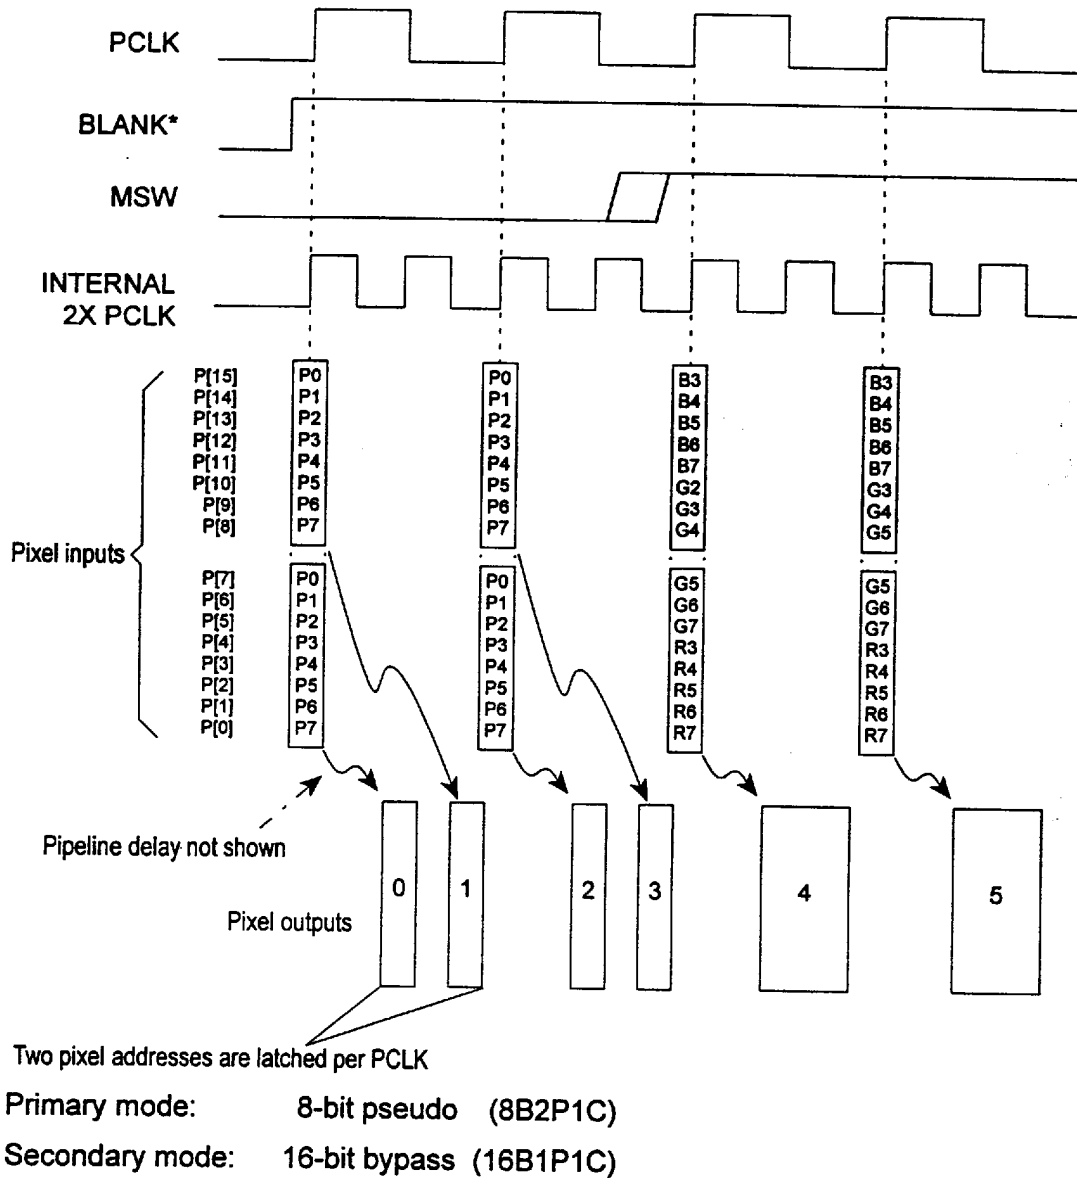 PCLK
BLANK*
MSW
INTERNAL
2X PCLK
P[15] P0 P0 B3 B3
P[14] P1 P1 B4 B4
P[13] P2 P2 B5 B5
P[12] P3 P3 B6 B6
P[11] P4 P4 B7 B7
P[10] P5 P5 G2 G3
P[9] P6 P6 G3 G4
P[8] P7 P7 G4 G5
Pixel inputs
P[7] P0 P0 G5 G5
P[6] P1 P1 G6 G6
P[5] P2 P2 G7 G7
P[4] P3 P3 R3 R3
P[3] P4 P4 R4 R4
P[2] P5 P5 R5 R5
P[1] P6 P6 R6 R6
P[0] P7 P7 R7 R7
Pipeline delay not shown
Pixel outputs
0 1 2 3 4 5
Two pixel addresses are latched per PCLK
Primary mode: 8-bit pseudo (8B2P1C)
Secondary mode: 16-bit bypass (16B1P1C)